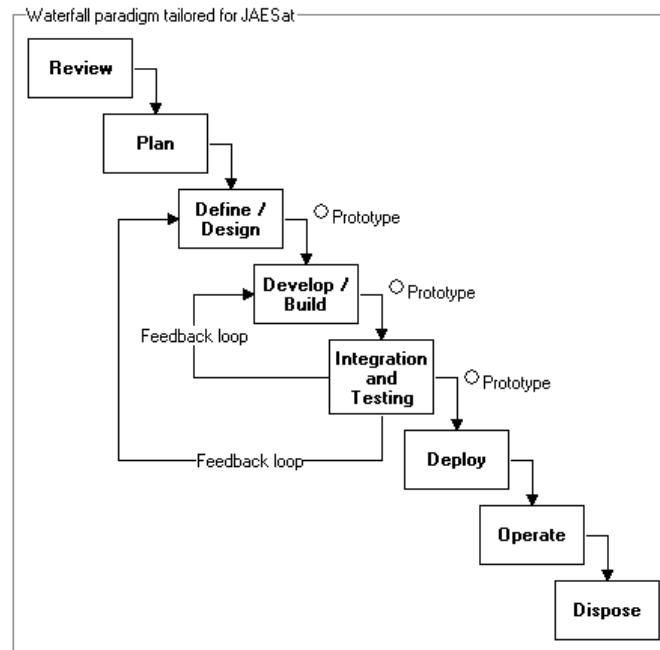 Waterfall paradigm tailored for JAESat
Review
Plan
Define /
Design
Prototype
Develop /
Build
Prototype
Feedback loop
Integration
and
Testing
Prototype
Feedback loop
Deploy
Operate
Dispose